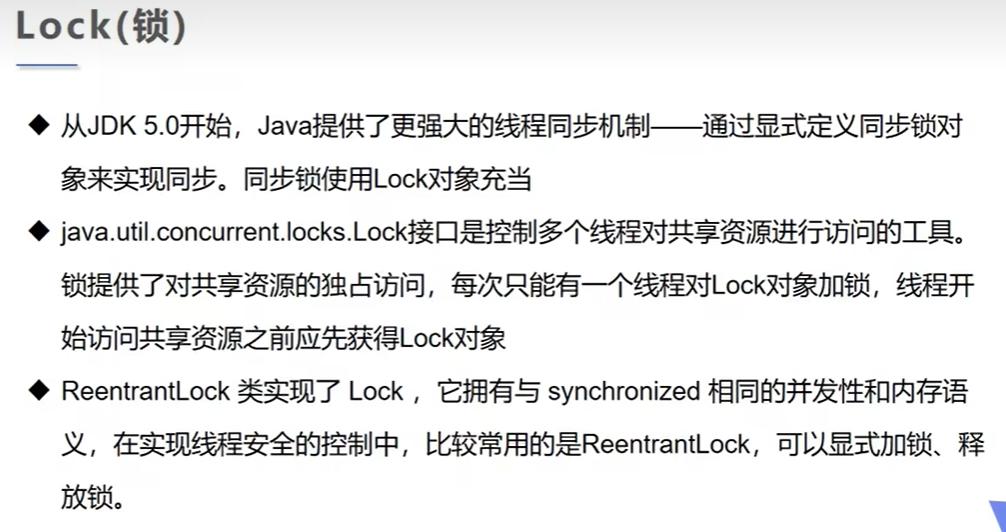 Lock(锁)
◆ 从JDK 5.0开始，Java提供了更强大的线程同步机制——通过显式定义同步锁对
象来实现同步。同步锁使用Lock对象充当
◆ java.util.concurrent.locks.Lock接口是控制多个线程对共享资源进行访问的工具。
锁提供了对共享资源的独占访问，每次只能有一个线程对Lock对象加锁，线程开
始访问共享资源之前应先获得Lock对象
◆ ReentrantLock 类实现了 Lock ，它拥有与 synchronized 相同的并发性和内存语
义，在实现线程安全的控制中，比较常用的是ReentrantLock，可以显式加锁、释
放锁。